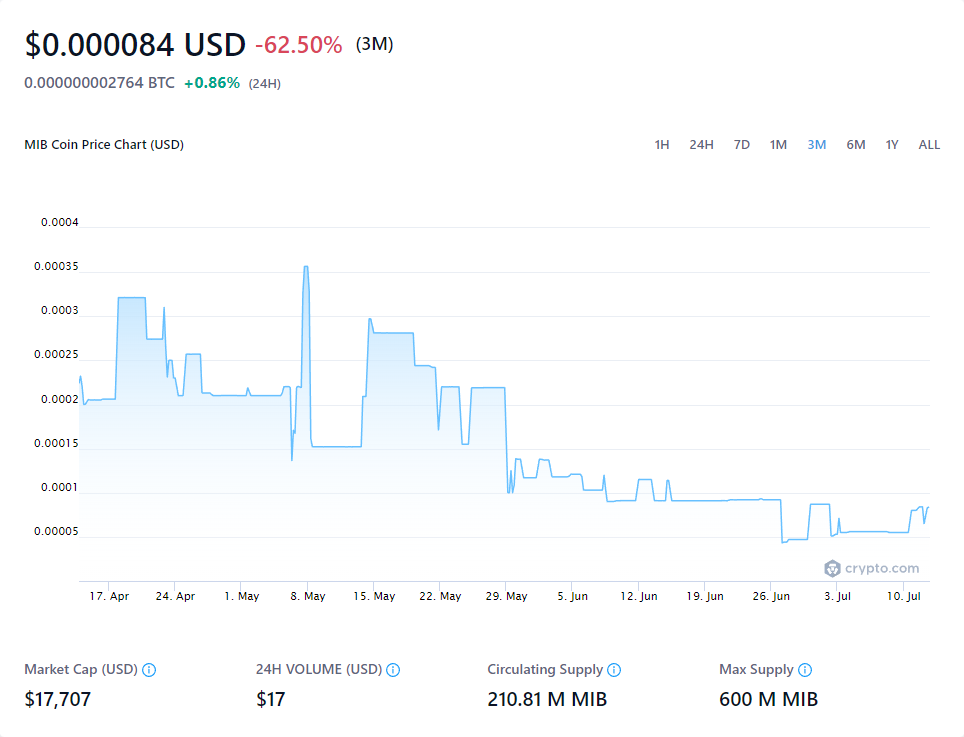 $0.000084 USD -62.50% (3M)
0.000000002764 BTC +0.86% (24H)
MIB Coin Price Chart (USD) 1H 24H 7D 1M 3M 6M 1Y ALL
0.0004
0.00035
0.0003
0.00025
0.0002
0.00015
0.0001
0.00005
crypto.com
17. Apr 24. Apr 1. May 8. May 15. May 22. May 29. May 5. Jun 12. Jun 19. Jun 26. Jun 3. Jul 10. Jul
Market Cap (USD) 24H VOLUME (USD) Circulating Supply Max Supply
$17,707 $17 210.81 M MIB 600 M MIB